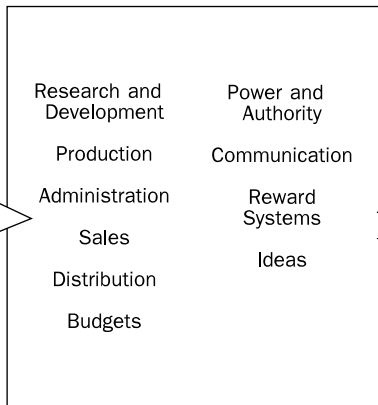 Research and
Development
Production
Administration
Sales
Distribution
Budgets
Power and
Authority
Communication
Reward
Systems
Ideas